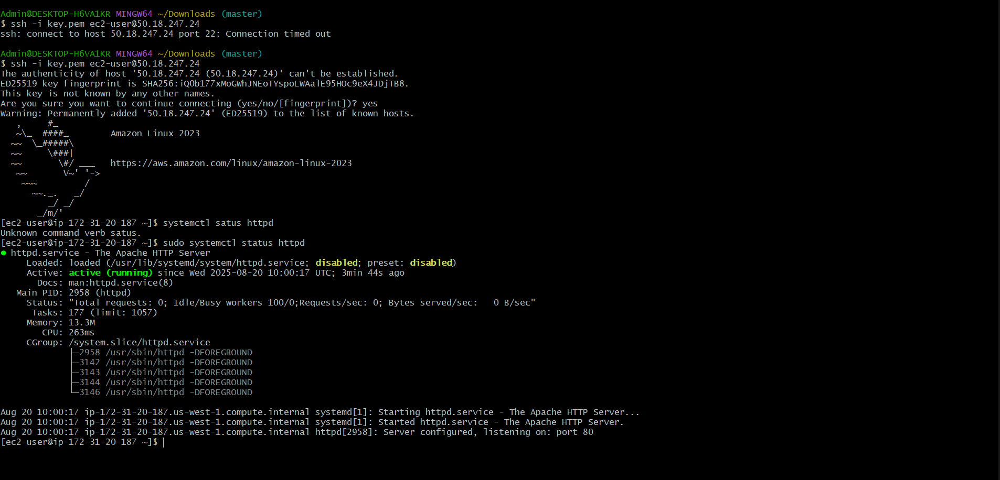 Admin@DESKTOP-H6VA1KR MINGW64 ~/Downloads (master)
$ ssh -i key.pem ec2-user@50.18.247.24
ssh: connect to host 50.18.247.24 port 22: Connection timed out

Admin@DESKTOP-H6VA1KR MINGW64 ~/Downloads (master)
$ ssh -i key.pem ec2-user@50.18.247.24
The authenticity of host '50.18.247.24 (50.18.247.24)' can't be established.
ED25519 key fingerprint is SHA256:iQOb177xMoGWhJNEoTYspoLWAalE95HOc9eX4JDjTB8.
This key is not known by any other names.
Are you sure you want to continue connecting (yes/no/[fingerprint])? yes
Warning: Permanently added '50.18.247.24' (ED25519) to the list of known hosts.
   ,     #_
   ~\_  ####_        Amazon Linux 2023
  ~~  \_#####\
  ~~     \###|
  ~~       \#/ ___   https://aws.amazon.com/linux/amazon-linux-2023
   ~~       V~' '->
    ~~~         /
      ~~._.   _/
         _/ _/
       _/m/'
[ec2-user@ip-172-31-20-187 ~]$ systemctl satus httpd
Unknown command verb satus.
[ec2-user@ip-172-31-20-187 ~]$ sudo systemctl status httpd
● httpd.service - The Apache HTTP Server
     Loaded: loaded (/usr/lib/systemd/system/httpd.service; disabled; preset: disabled)
     Active: active (running) since Wed 2025-08-20 10:00:17 UTC; 3min 44s ago
       Docs: man:httpd.service(8)
   Main PID: 2958 (httpd)
     Status: "Total requests: 0; Idle/Busy workers 100/0;Requests/sec: 0; Bytes served/sec:   0 B/sec"
      Tasks: 177 (limit: 1057)
     Memory: 13.3M
        CPU: 263ms
     CGroup: /system.slice/httpd.service
             ├─2958 /usr/sbin/httpd -DFOREGROUND
             ├─3142 /usr/sbin/httpd -DFOREGROUND
             ├─3143 /usr/sbin/httpd -DFOREGROUND
             ├─3144 /usr/sbin/httpd -DFOREGROUND
             └─3146 /usr/sbin/httpd -DFOREGROUND

Aug 20 10:00:17 ip-172-31-20-187.us-west-1.compute.internal systemd[1]: Starting httpd.service - The Apache HTTP Server...
Aug 20 10:00:17 ip-172-31-20-187.us-west-1.compute.internal systemd[1]: Started httpd.service - The Apache HTTP Server.
Aug 20 10:00:17 ip-172-31-20-187.us-west-1.compute.internal httpd[2958]: Server configured, listening on: port 80
[ec2-user@ip-172-31-20-187 ~]$